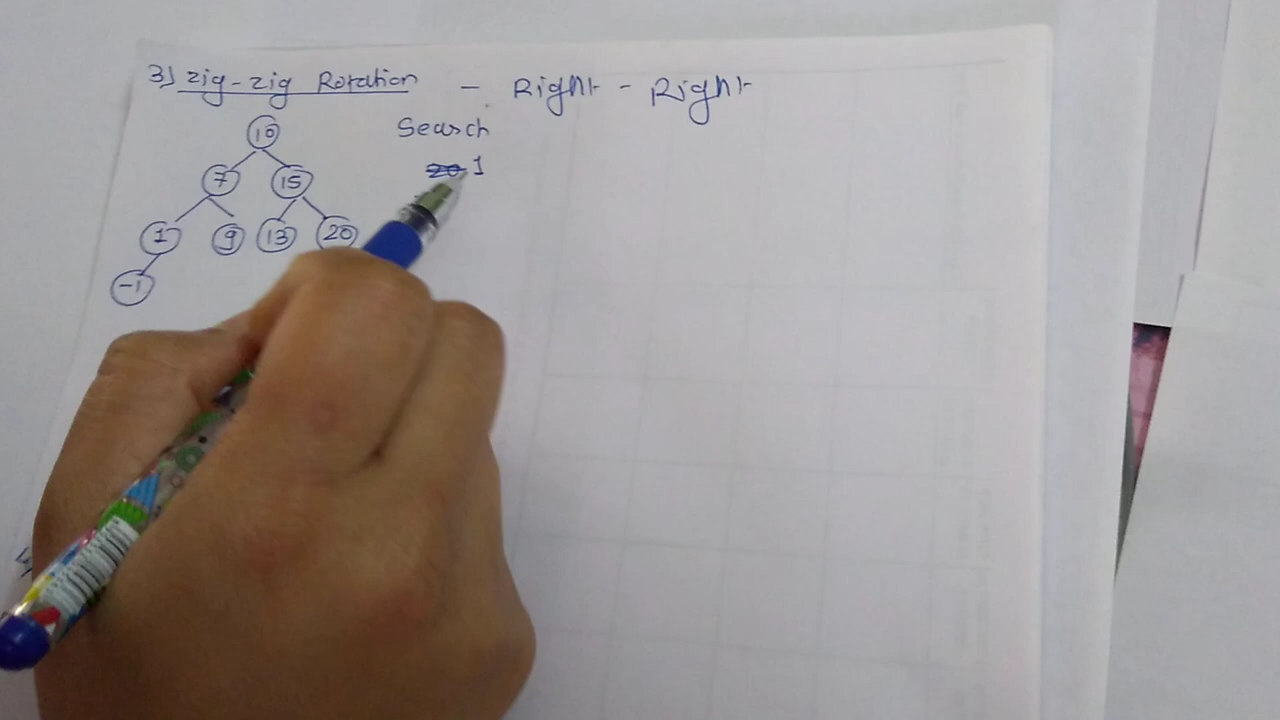 3) Zig-zig Rotation - Right - Right
Search
20 1
10
7 15
1 9 13 20
-1